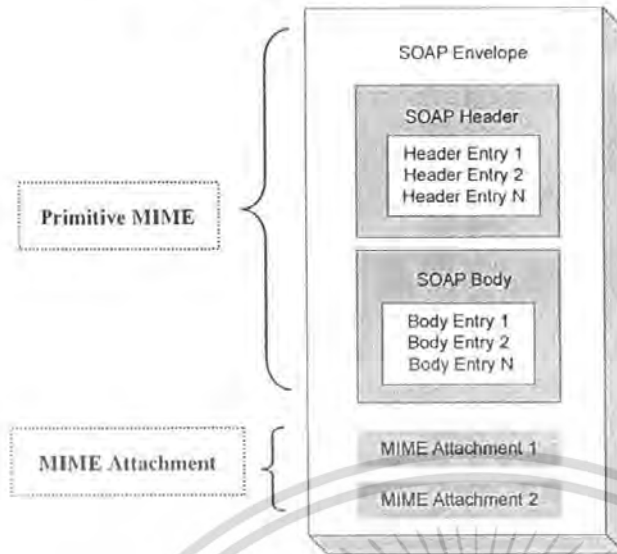 SOAP Envelope
SOAP Header
Header Entry 1
Header Entry 2
Header Entry N
Primitive MIME
SOAP Body
Body Entry 1
Body Entry 2
Body Entry N
MIME Attachment
MIME Attachment 1
MIME Attachment 2